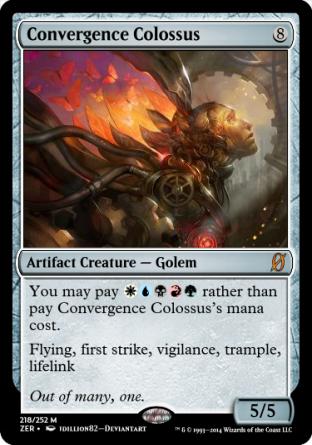 Convergence Colossus 8
Artifact Creature — Golem
You may pay rather than
pay Convergence Colossus's mana
cost.
Flying, first strike, vigilance, trample,
lifelink
Out of many, one.
5/5
218/252 M
ZER • IDILLION82–DEVIANTART
™ & © 1993–2014 Wizards of the Coast LLC